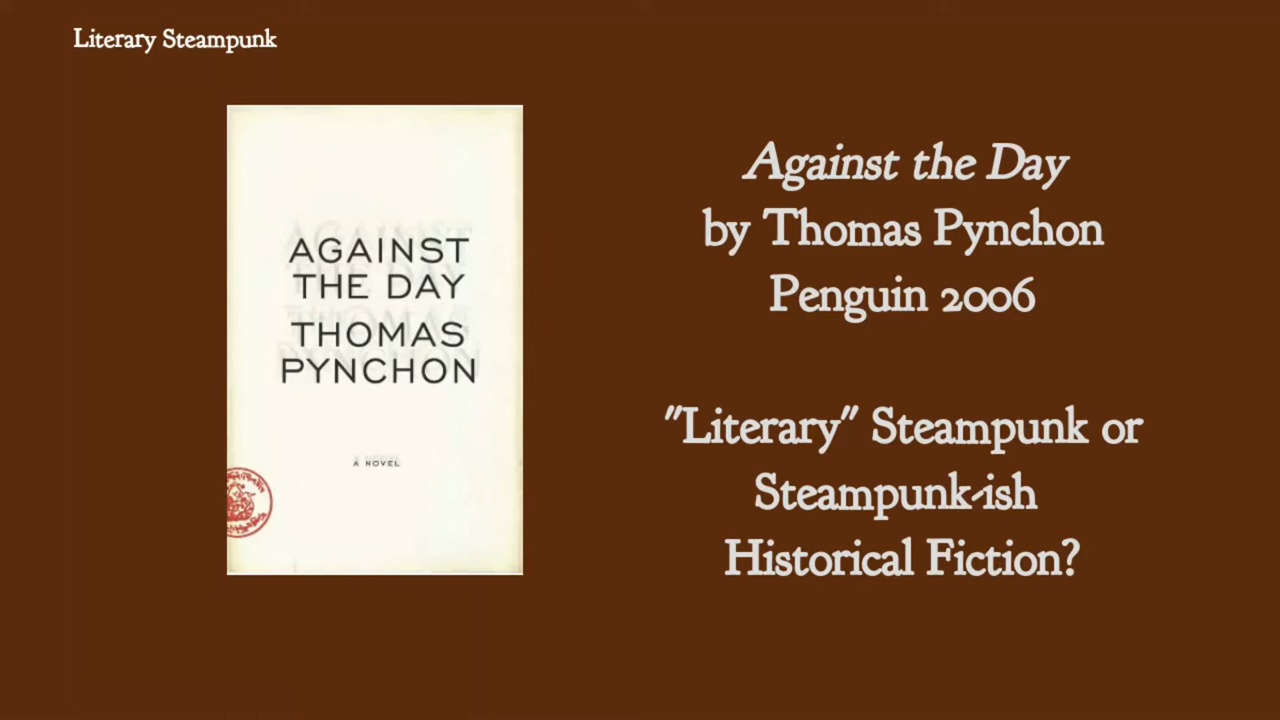 Literary Steampunk
AGAINST
THE DAY
THOMAS
PYNCHON
A NOVEL
Against the Day
by Thomas Pynchon
Penguin 2006
"Literary" Steampunk or
Steampunk-ish
Historical Fiction?